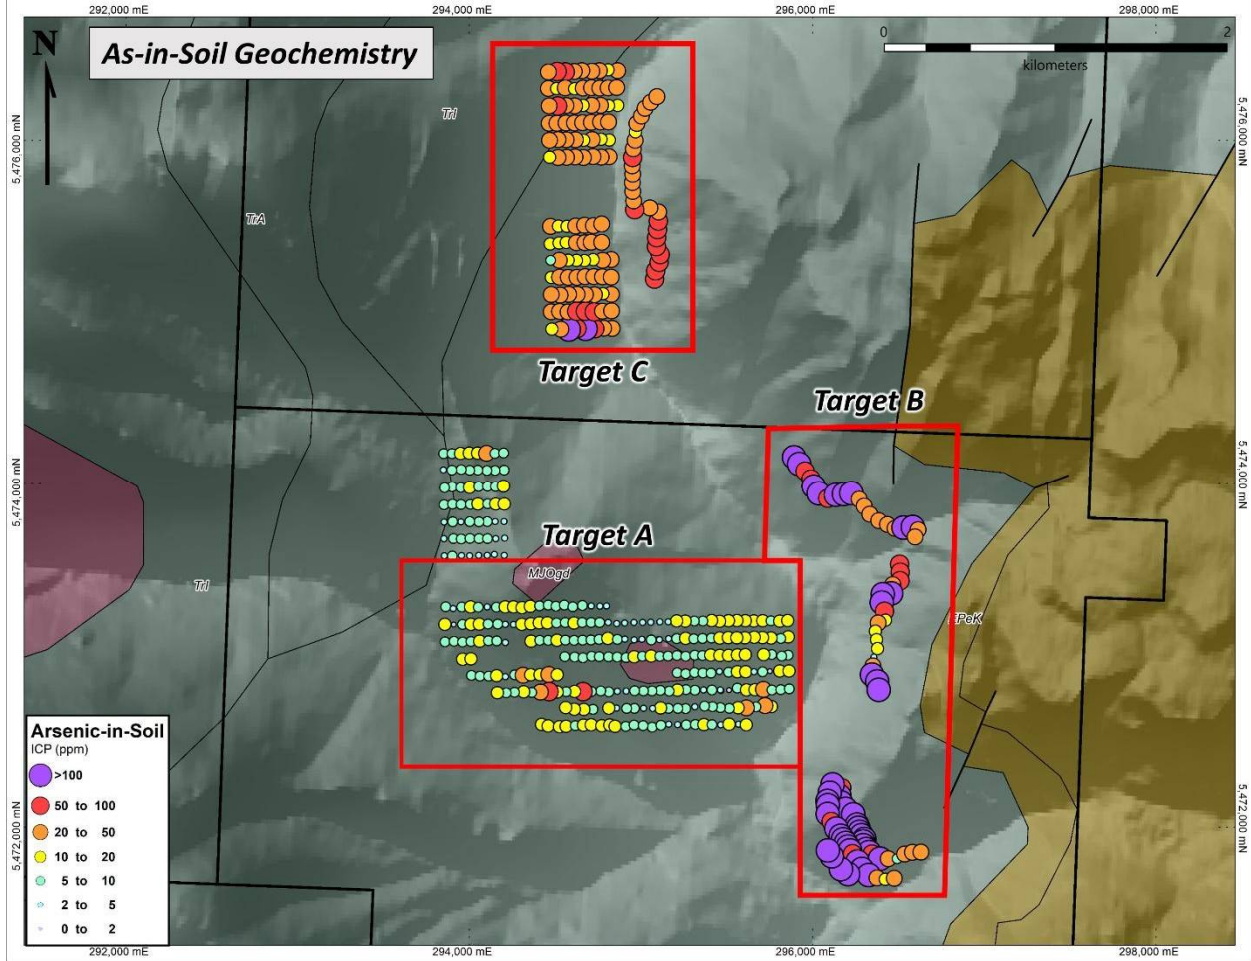 292,000 mE
294,000 mE
296,000 mE
298,000 mE
N
As-in-Soil Geochemistry
0
2
kilometers
TrI
5,476,000 mN
5,476,000 mN
TrA
Target C
Target B
5,474,000 mN
5,474,000 mN
Target A
MJOgd
TrI
PeK
Arsenic-in-Soil
ICP (ppm)
>100
50 to 100
20 to 50
10 to 20
5 to 10
2 to 5
0 to 2
5,472,000 mN
5,472,000 mN
292,000 mE
294,000 mE
296,000 mE
298,000 mE